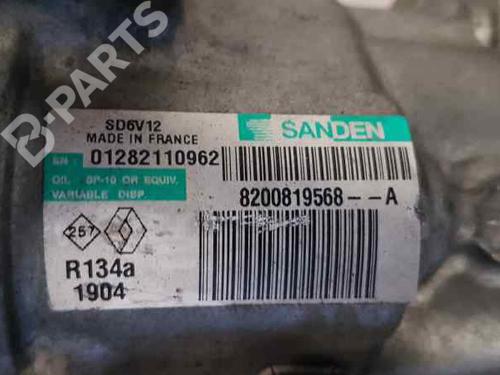 B-PARTS
SD6V12
MADE IN FRANCE
SANDEN
SN: 01282110962
OIL SP-10 OR EQUIV.
VARIABLE DISP.
8200819568--A
257
R134a
1904